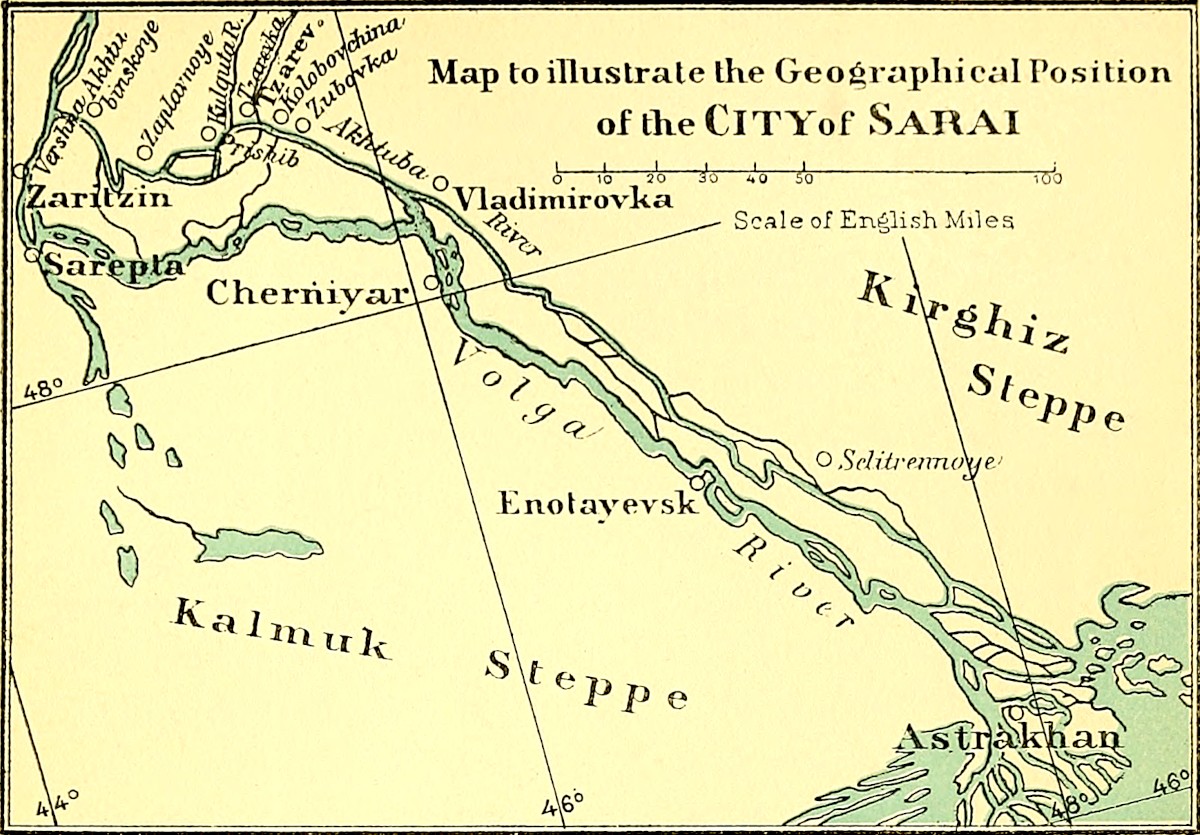 Map to illustrate the Geographical Position
of the CITY of SARAI
0 10 20 30 40 50 100
Scale of English Miles
Vershna Akhtu
binskoye
Zaplavnoye
Kulguta R.
Tzarevka
Tzarev.
Kolobovchina
Zubovka
Prishib
Akhtuba
River
Zaritzin
Vladimirovka
Sarepta
Cherniyar
Kirghiz
Steppe
48°
Volga
River
Selitrennoye
Enotayevsk
Kalmuk
Steppe
Astrakhan
44°
46°
48°
46°